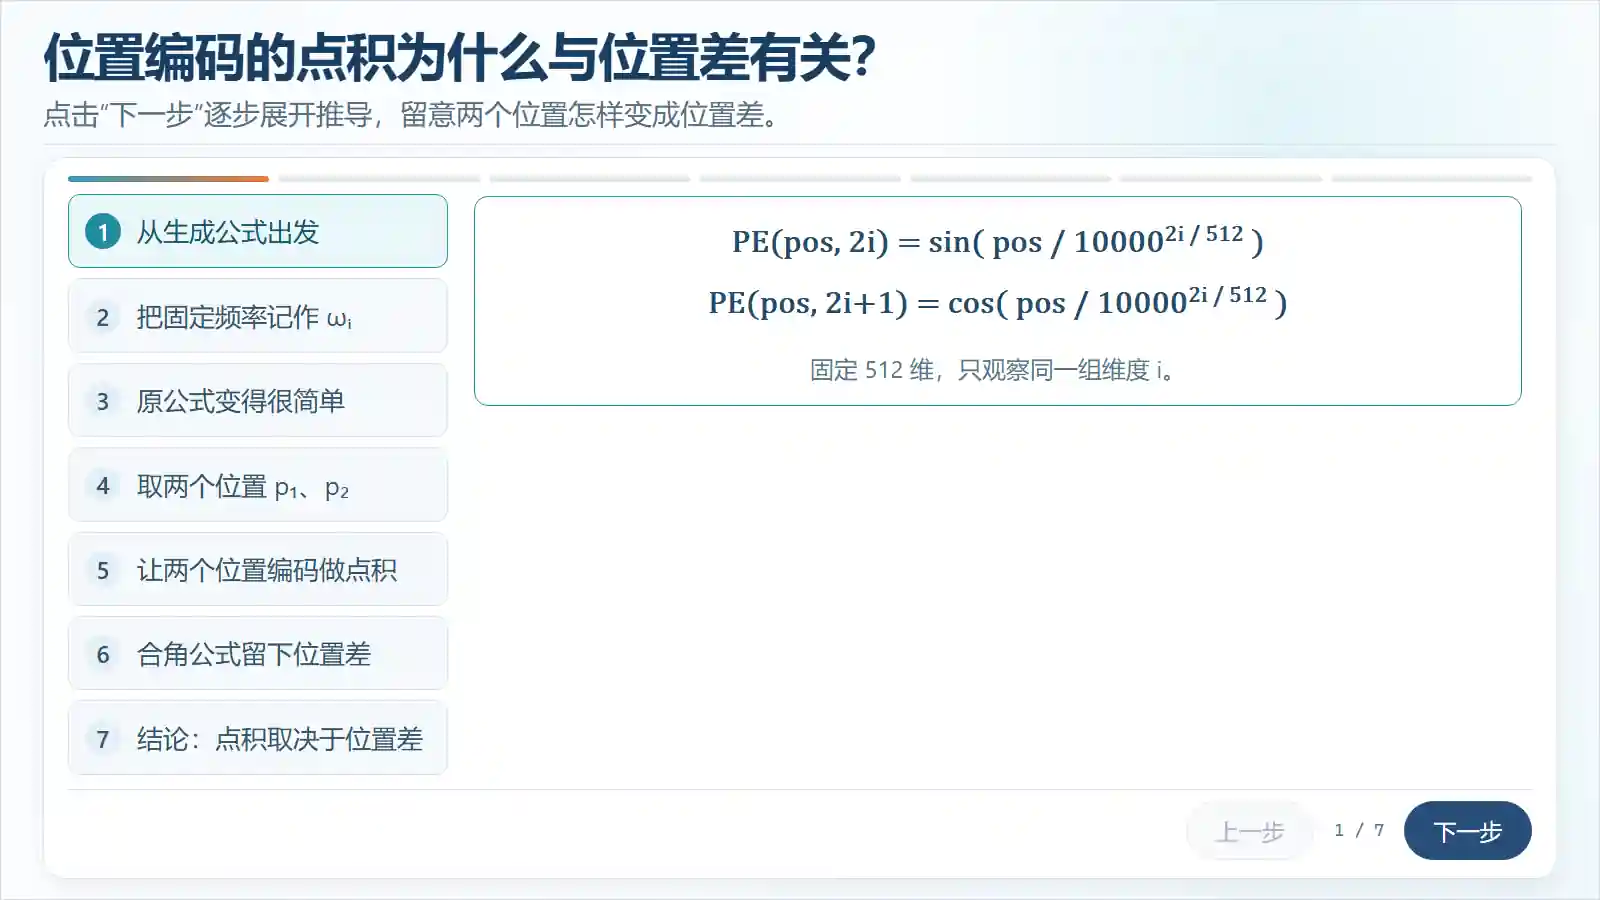 位置编码的点积为什么与位置差有关?
点击"下一步"逐步展开推导，留意两个位置怎样变成位置差。
1 从生成公式出发
2 把固定频率记作 ωᵢ
3 原公式变得很简单
4 取两个位置 p₁、p₂
5 让两个位置编码做点积
6 合角公式留下位置差
7 结论：点积取决于位置差
PE(pos, 2i) = sin( pos / 10000^{2i / 512} )
PE(pos, 2i+1) = cos( pos / 10000^{2i / 512} )
固定 512 维，只观察同一组维度 i。
上一步 1 / 7 下一步